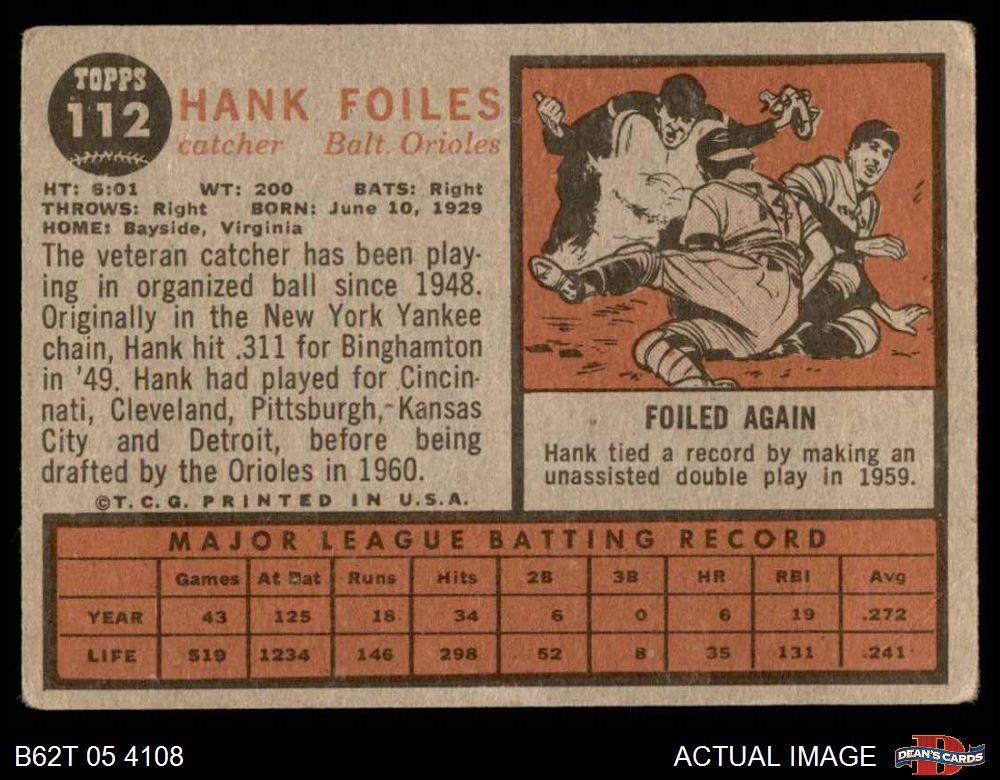 TOPPS
112
HANK FOILES
catcher Balt. Orioles
HT: 6:01 WT: 200 BATS: Right
THROWS: Right BORN: June 10, 1929
HOME: Bayside, Virginia
The veteran catcher has been play-
ing in organized ball since 1948.
Originally in the New York Yankee
chain, Hank hit .311 for Binghamton
in '49. Hank had played for Cincin-
nati, Cleveland, Pittsburgh, Kansas
City and Detroit, before being
drafted by the Orioles in 1960.
©T. C. G. PRINTED IN U.S.A.
FOILED AGAIN
Hank tied a record by making an
unassisted double play in 1959.
MAJOR LEAGUE BATTING RECORD
Games At Bat Runs Hits 2B 3B HR RBI Avg
YEAR 43 125 18 34 6 0 6 19 .272
LIFE 519 1234 146 298 52 8 35 131 .241
B62T 05 4108
ACTUAL IMAGE
DEAN'S CARDS